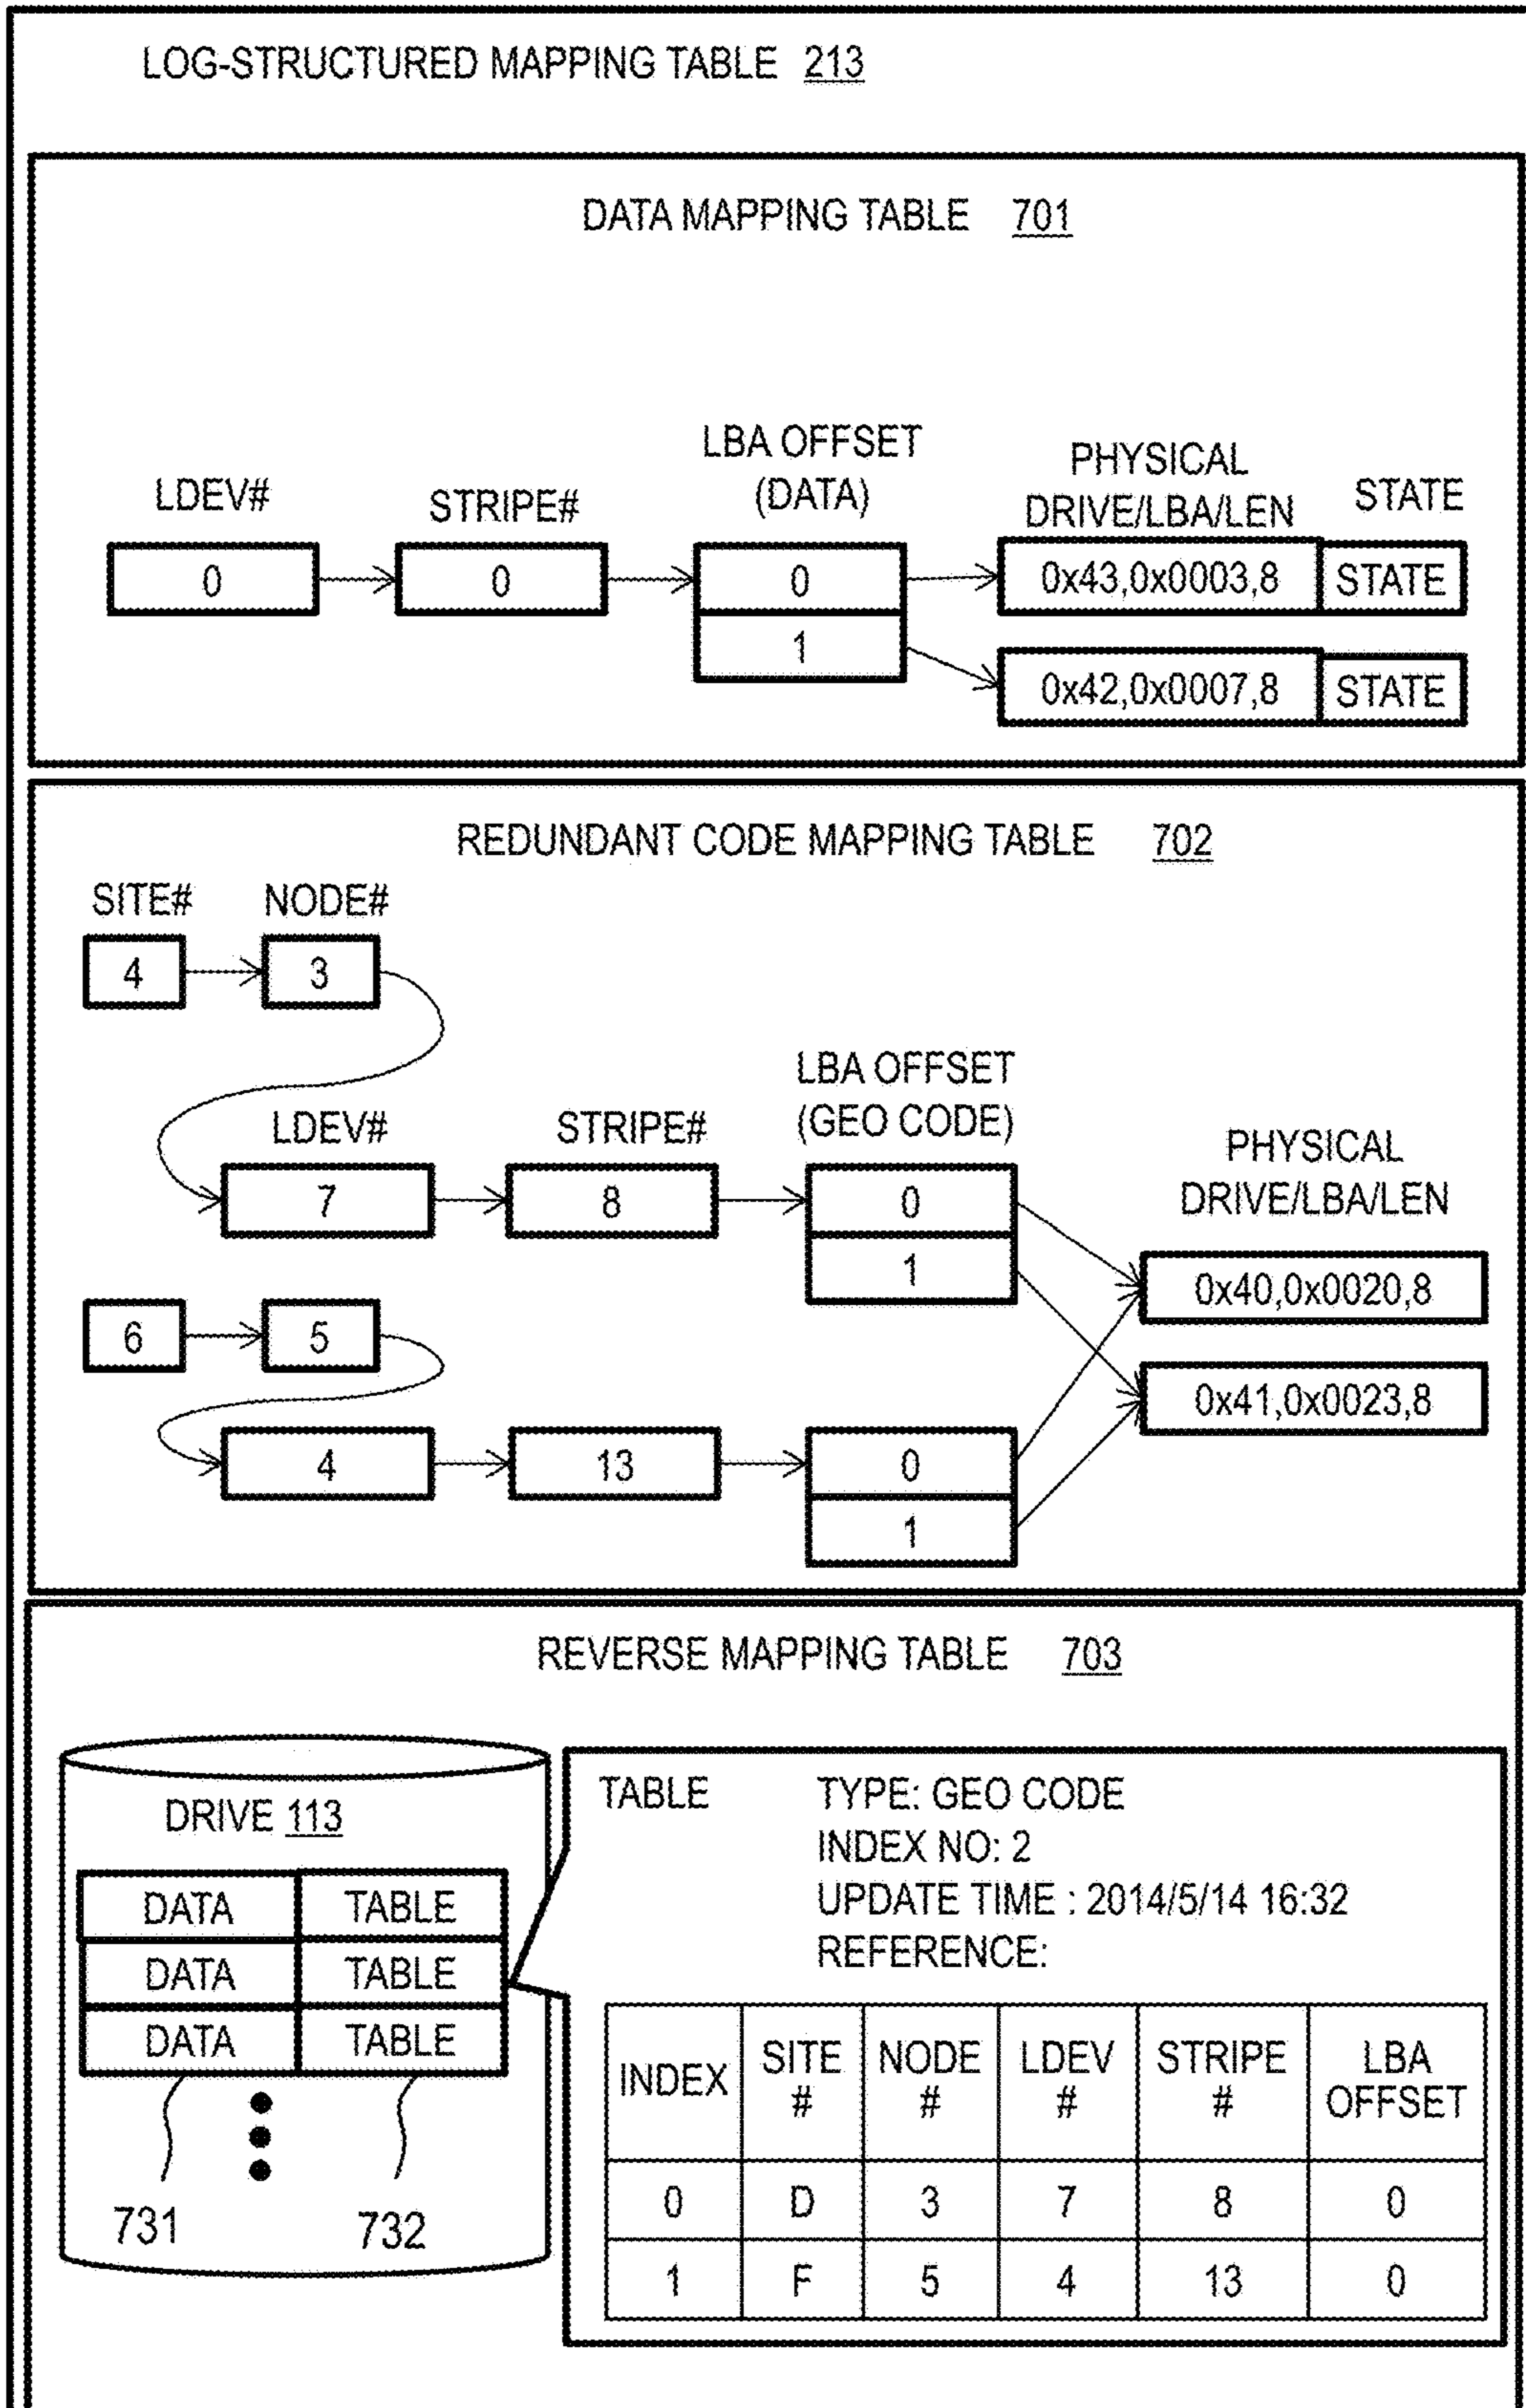 LOG-STRUCTURED MAPPING TABLE 213
DATA MAPPING TABLE 701
LDEV#
STRIPE#
LBA OFFSET
(DATA)
PHYSICAL
DRIVE/LBA/LEN
STATE
0
0
0
0x43,0x0003,8
STATE
1
0x42,0x0007,8
STATE
REDUNDANT CODE MAPPING TABLE 702
SITE#
NODE#
4
3
LDEV#
STRIPE#
LBA OFFSET
(GEO CODE)
PHYSICAL
DRIVE/LBA/LEN
7
8
0
1
0x40,0x0020,8
6
5
0x41,0x0023,8
4
13
0
1
REVERSE MAPPING TABLE 703
DRIVE 113
DATA TABLE
DATA TABLE
DATA TABLE
731
732
TABLE
TYPE: GEO CODE
INDEX NO: 2
UPDATE TIME : 2014/5/14 16:32
REFERENCE:
INDEX
SITE
#
NODE
#
LDEV
#
STRIPE
#
LBA
OFFSET
0 D 3 7 8 0
1 F 5 4 13 0